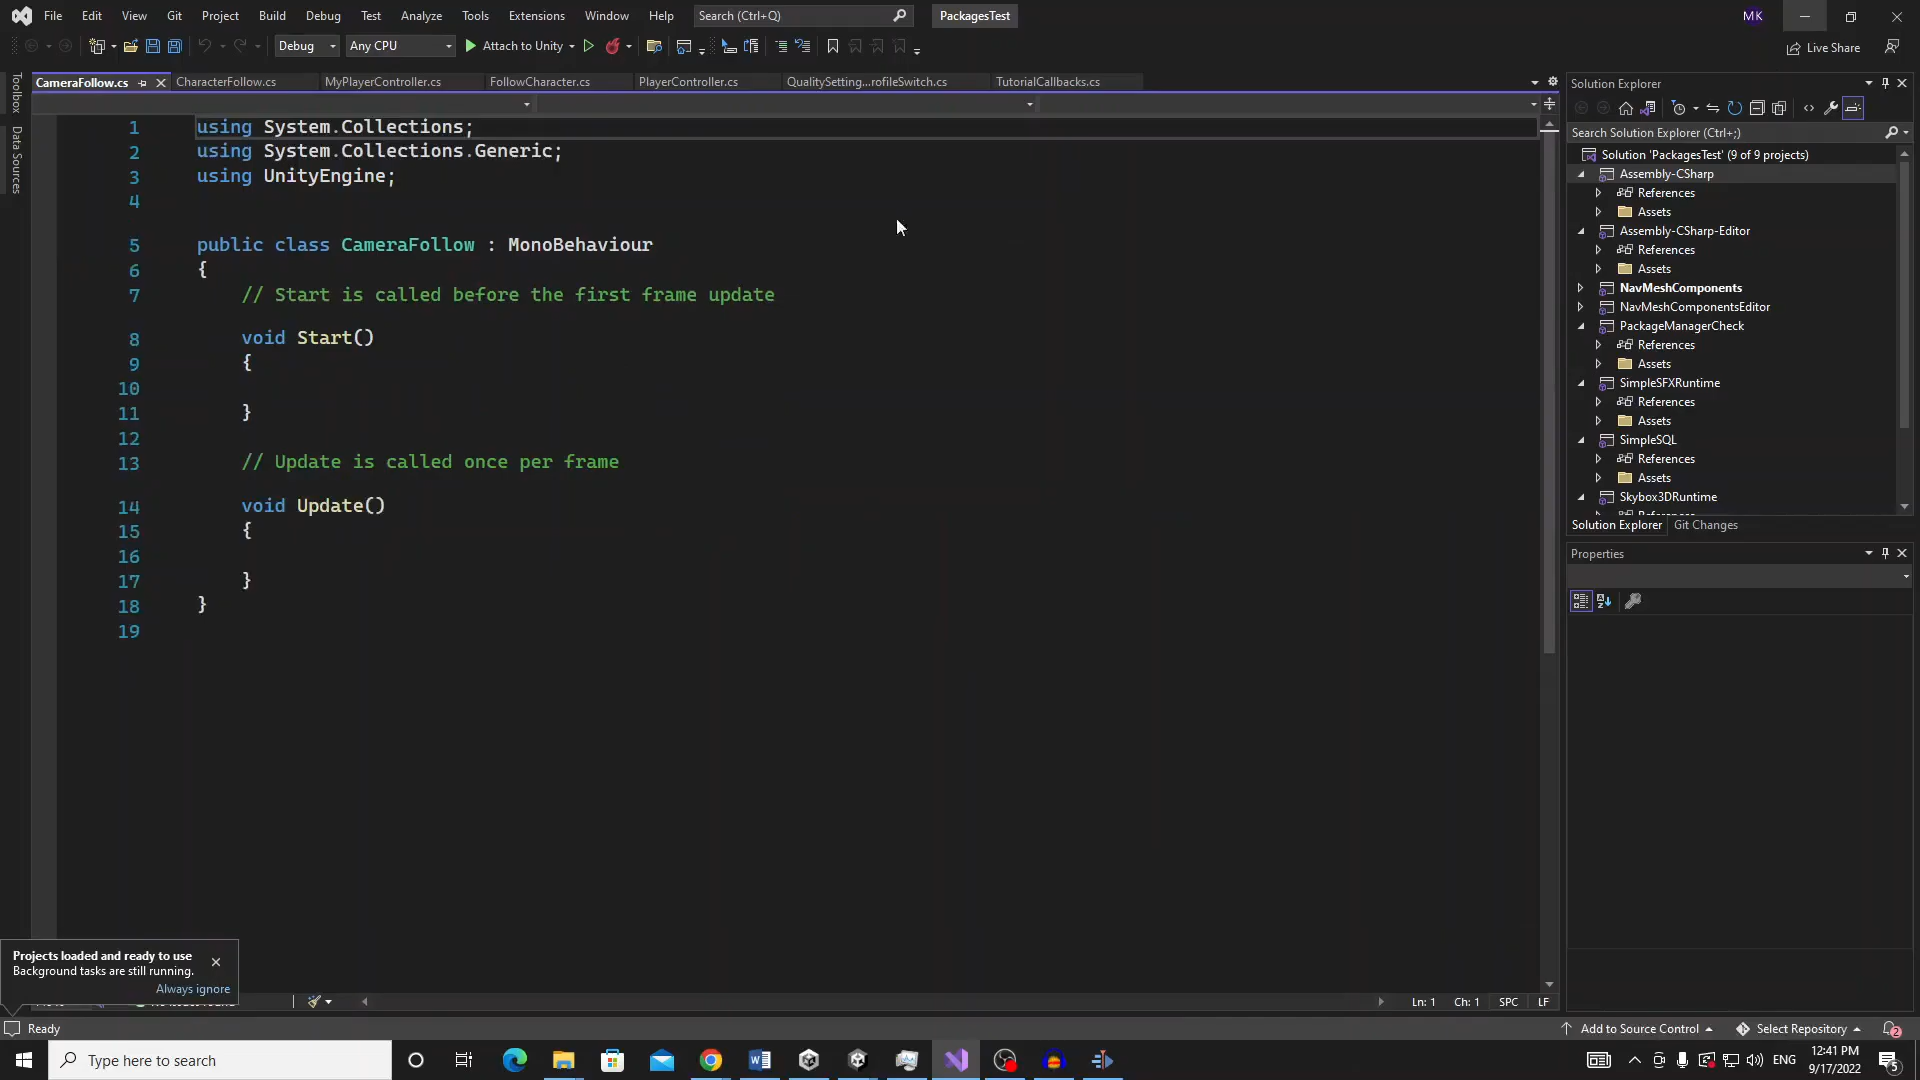 File Edit View Git Project Build Debug Test Analyze Tools Extensions Window Help Search (Ctrl+Q) PackagesTest MK
Debug Any CPU Attach to Unity Live Share
CameraFollow.cs CharacterFollow.cs MyPlayerController.cs FollowCharacter.cs PlayerController.cs QualitySetting...rofileSwitch.cs TutorialCallbacks.cs
Toolbox
Data Sources
1 using System.Collections;
2 using System.Collections.Generic;
3 using UnityEngine;
4
5 public class CameraFollow : MonoBehaviour
6 {
7 // Start is called before the first frame update
8 void Start()
9 {
10
11 }
12
13 // Update is called once per frame
14 void Update()
15 {
16
17 }
18 }
19
Solution Explorer
Search Solution Explorer (Ctrl+;)
Solution 'PackagesTest' (9 of 9 projects)
Assembly-CSharp
References
Assets
Assembly-CSharp-Editor
References
Assets
NavMeshComponents
NavMeshComponentsEditor
PackageManagerCheck
References
Assets
SimpleSFXRuntime
References
Assets
SimpleSQL
References
Assets
Skybox3DRuntime
Solution Explorer Git Changes
Properties
Projects loaded and ready to use
Background tasks are still running.
Always ignore
Ln: 1 Ch: 1 SPC LF
Ready Add to Source Control Select Repository 2
Type here to search ENG 12:41 PM
9/17/2022 5